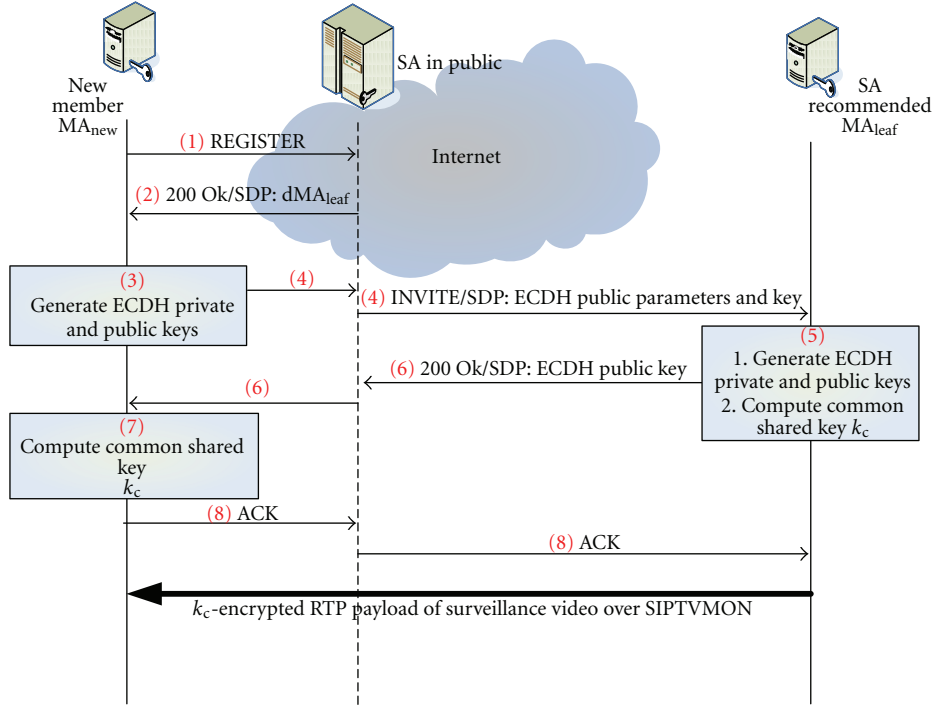 New
member
MAnew
SA in public
SA
recommended
MAleaf
Internet
(1) REGISTER
(2) 200 Ok/SDP: dMAleaf
(3)
Generate ECDH private
and public keys
(4)
(4) INVITE/SDP: ECDH public parameters and key
(5)
1. Generate ECDH
private and public keys
2. Compute common
shared key kc
(6) 200 Ok/SDP: ECDH public key
(6)
(7)
Compute common shared
key
kc
(8) ACK
(8) ACK
kc-encrypted RTP payload of surveillance video over SIPTVMON